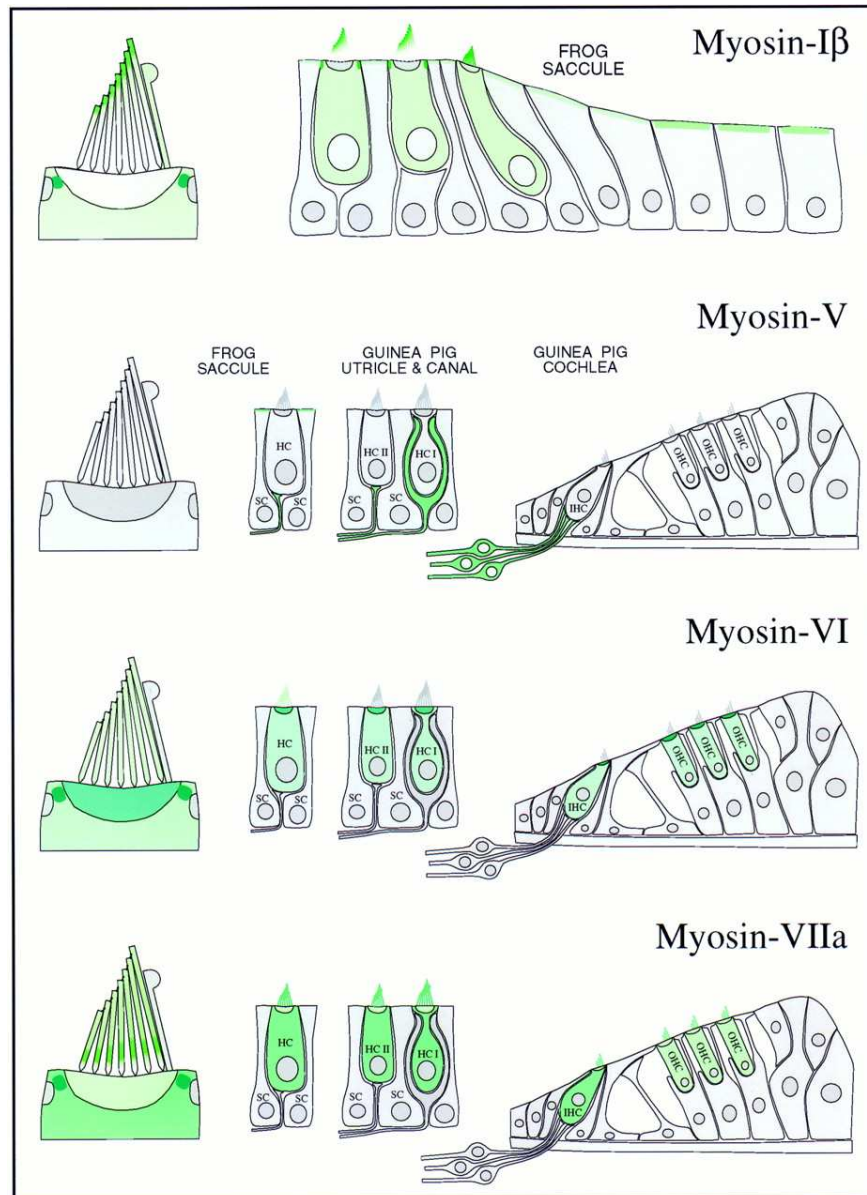 Myosin-Iβ
FROG
SACCULE
Myosin-V
FROG
SACCULE
GUINEA PIG
UTRICLE & CANAL
GUINEA PIG
COCHLEA
HC
SC
SC
HC II
HC I
SC
SC
IHC
OHC
OHC
OHC
Myosin-VI
HC
SC
SC
HC II
HC I
SC
SC
IHC
OHC
OHC
OHC
Myosin-VIIa
HC
SC
SC
HC II
HC I
SC
SC
IHC
OHC
OHC
OHC